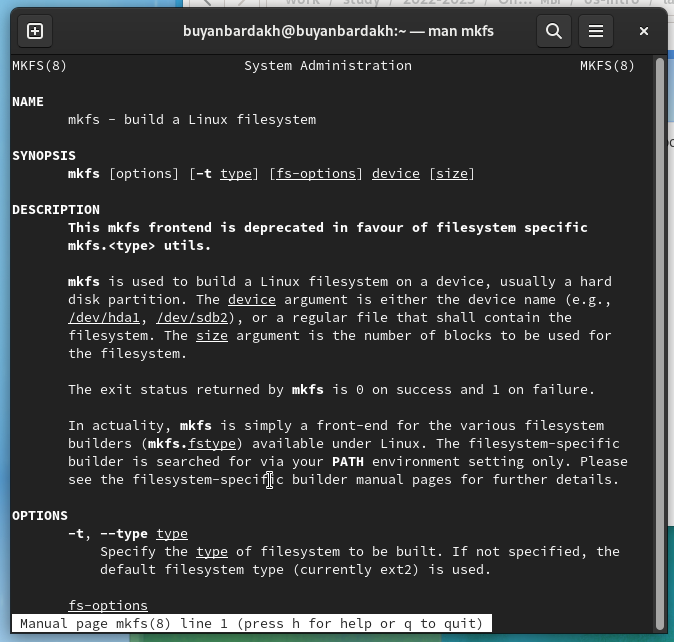 work / study / 2022-2023 /
buyanbardakh@buyanbardakh:~ — man mkfs
MKFS(8) System Administration MKFS(8)
NAME
mkfs - build a Linux filesystem
SYNOPSIS
mkfs [options] [-t type] [fs-options] device [size]
DESCRIPTION
This mkfs frontend is deprecated in favour of filesystem specific
mkfs.<type> utils.
mkfs is used to build a Linux filesystem on a device, usually a hard
disk partition. The device argument is either the device name (e.g.,
/dev/hda1, /dev/sdb2), or a regular file that shall contain the
filesystem. The size argument is the number of blocks to be used for
the filesystem.
The exit status returned by mkfs is 0 on success and 1 on failure.
In actuality, mkfs is simply a front-end for the various filesystem
builders (mkfs.fstype) available under Linux. The filesystem-specific
builder is searched for via your PATH environment setting only. Please
see the filesystem-specific builder manual pages for further details.
OPTIONS
-t, --type type
Specify the type of filesystem to be built. If not specified, the
default filesystem type (currently ext2) is used.
fs-options
Manual page mkfs(8) line 1 (press h for help or q to quit)